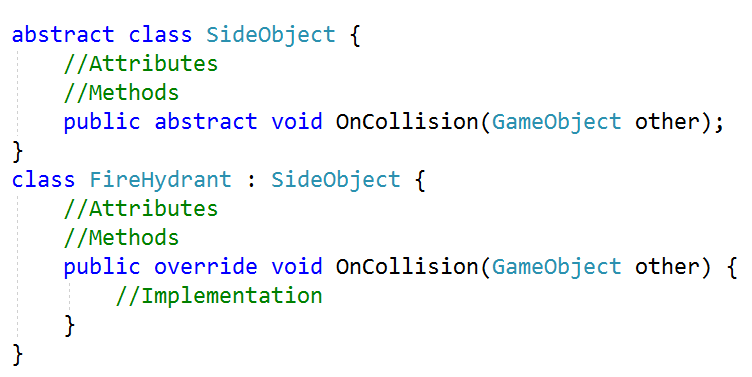 abstract class SideObject {
    //Attributes
    //Methods
    public abstract void OnCollision(GameObject other);
}
class FireHydrant : SideObject {
    //Attributes
    //Methods
    public override void OnCollision(GameObject other) {
        //Implementation
    }
}